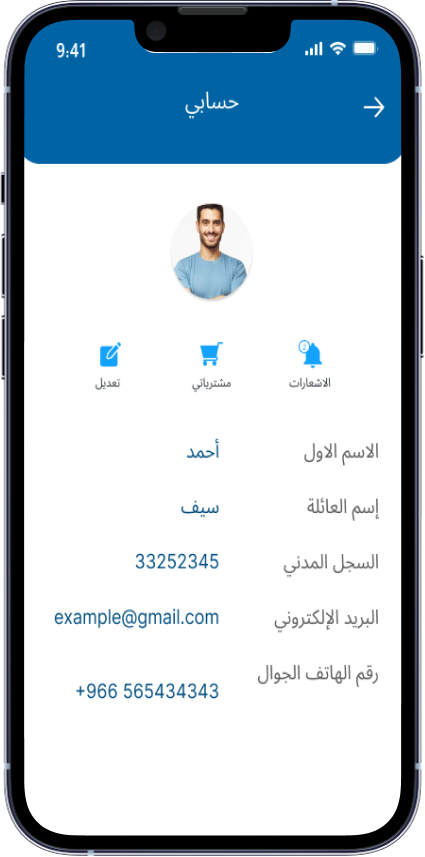 9:41
حسابي
الاشعارات
مشترياتي
تعديل
الاسم الاول أحمد
إسم العائلة سيف
السجل المدني 33252345
البريد الإلكتروني example@gmail.com
رقم الهاتف الجوال
+966 565434343